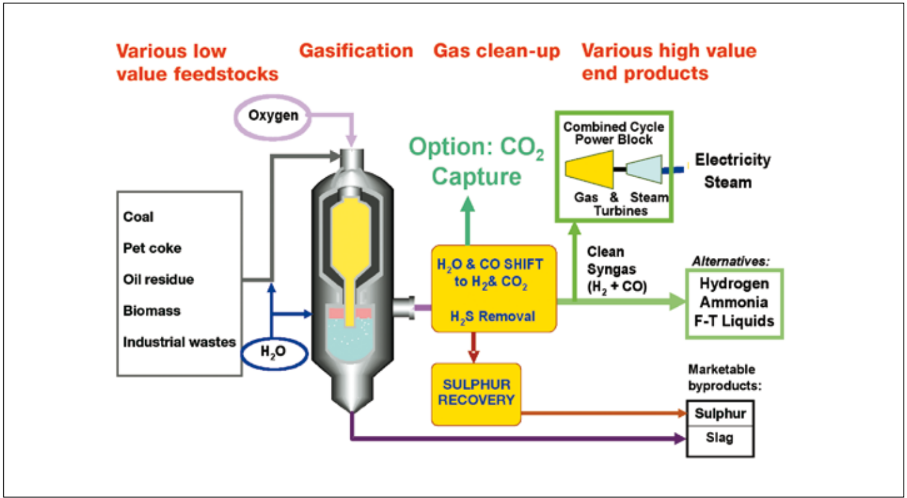 Various low
value feedstocks
Gasification
Gas clean-up
Various high value
end products
Oxygen
Coal
Pet coke
Oil residue
Biomass
Industrial wastes
H₂O
Option: CO₂
Capture
H₂O & CO SHIFT
to H₂& CO₂
H₂S Removal
SULPHUR
RECOVERY
Combined Cycle
Power Block
Gas & Steam
Turbines
Electricity
Steam
Clean
Syngas
(H₂ + CO)
Alternatives:
Hydrogen
Ammonia
F-T Liquids
Marketable
byproducts:
Sulphur
Slag